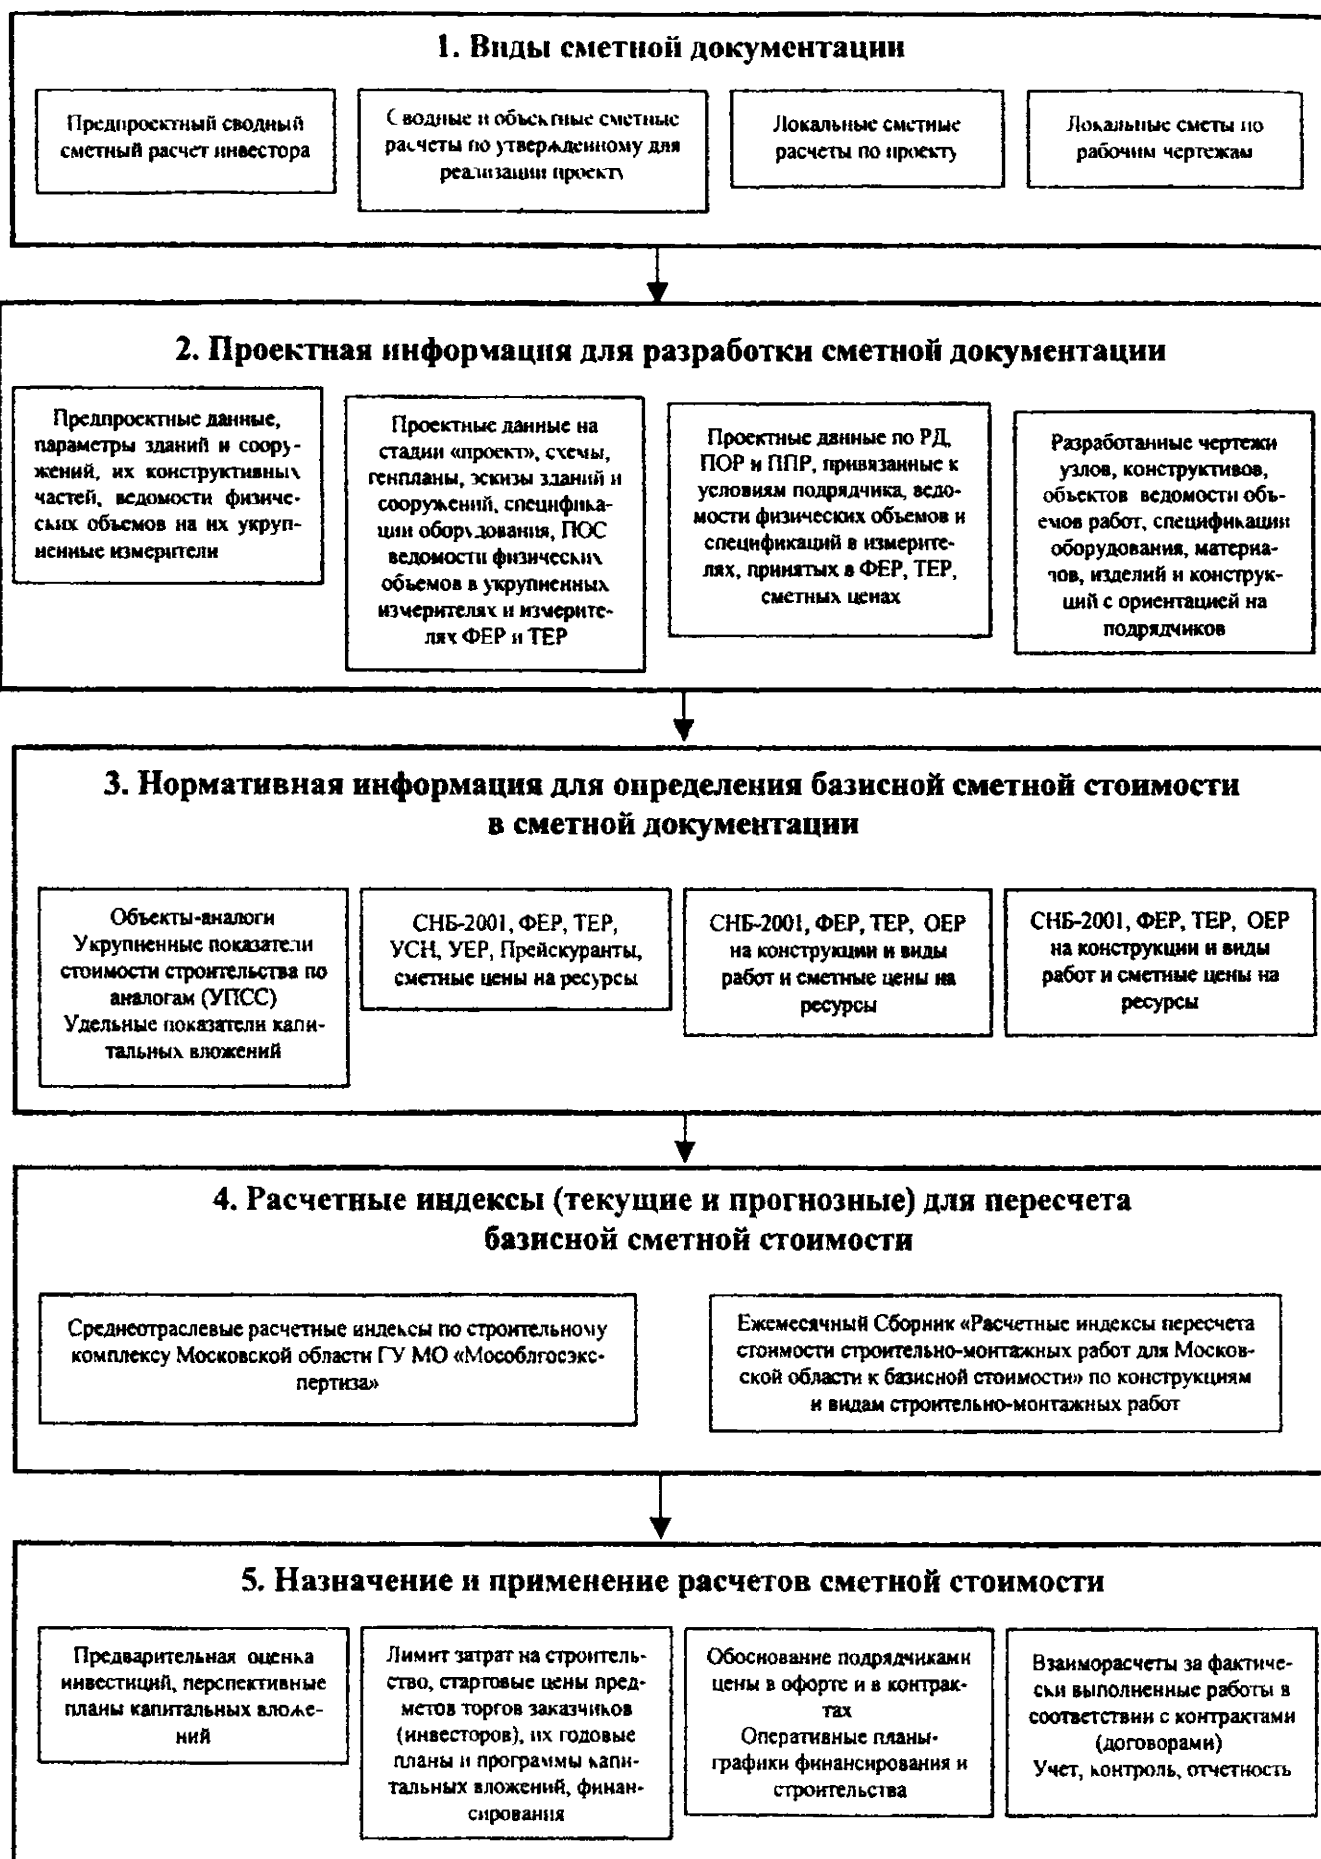 1. Виды сметной документации
Предпроектный сводный
сметный расчет инвестора
Сводные и объектные сметные
расчеты по утвержденному для
реализации проекту
Локальные сметные
расчеты по проекту
Локальные сметы по
рабочим чертежам
2. Проектная информация для разработки сметной документации
Предпроектные данные,
параметры зданий и соору-
жений, их конструктивных
частей, ведомости физиче-
ских объемов на их укруп-
ненные измерители
Проектные данные на
стадии «проект», схемы,
генпланы, эскизы зданий и
сооружений, специфика-
ции оборудования, ПОС
ведомости физических
объемов в укрупненных
измерителях и измерите-
лях ФЕР и ТЕР
Проектные данные по РД,
ПОР и ППР, привязанные к
условиям подрядчика, ведо-
мости физических объемов и
спецификаций в измерите-
лях, принятых в ФЕР, ТЕР,
сметных ценах
Разработанные чертежи
узлов, конструктивов,
объектов ведомости объ-
емов работ, спецификации
оборудования, материа-
лов, изделий и конструк-
ций с ориентацией на
подрядчиков
3. Нормативная информация для определения базисной сметной стоимости
в сметной документации
Объекты-аналоги
Укрупненные показатели
стоимости строительства по
аналогам (УПСС)
Удельные показатели капи-
тальных вложений
СНБ-2001, ФЕР, ТЕР,
УСН, УЕР, Прейскуранты,
сметные цены на ресурсы
СНБ-2001, ФЕР, ТЕР, ОЕР
на конструкции и виды
работ и сметные цены на
ресурсы
СНБ-2001, ФЕР, ТЕР, ОЕР
на конструкции и виды
работ и сметные цены на
ресурсы
4. Расчетные индексы (текущие и прогнозные) для пересчета
базисной сметной стоимости
Среднеотраслевые расчетные индексы по строительному
комплексу Московской области ГУ МО «Мособлгосэкс-
пертиза»
Ежемесячный Сборник «Расчетные индексы пересчета
стоимости строительно-монтажных работ для Москов-
ской области к базисной стоимости» по конструкциям
и видам строительно-монтажных работ
5. Назначение и применение расчетов сметной стоимости
Предварительная оценка
инвестиций, перспективные
планы капитальных вложе-
ний
Лимит затрат на строитель-
ство, стартовые цены пред-
метов торгов заказчиков
(инвесторов), их годовые
планы и программы капи-
тальных вложений, финан-
сирования
Обоснование подрядчиками
цены в оферте и в контрак-
тах
Оперативные планы-
графики финансирования и
строительства
Взаиморасчеты за фактиче-
ски выполненные работы в
соответствии с контрактами
(договорами)
Учет, контроль, отчетность